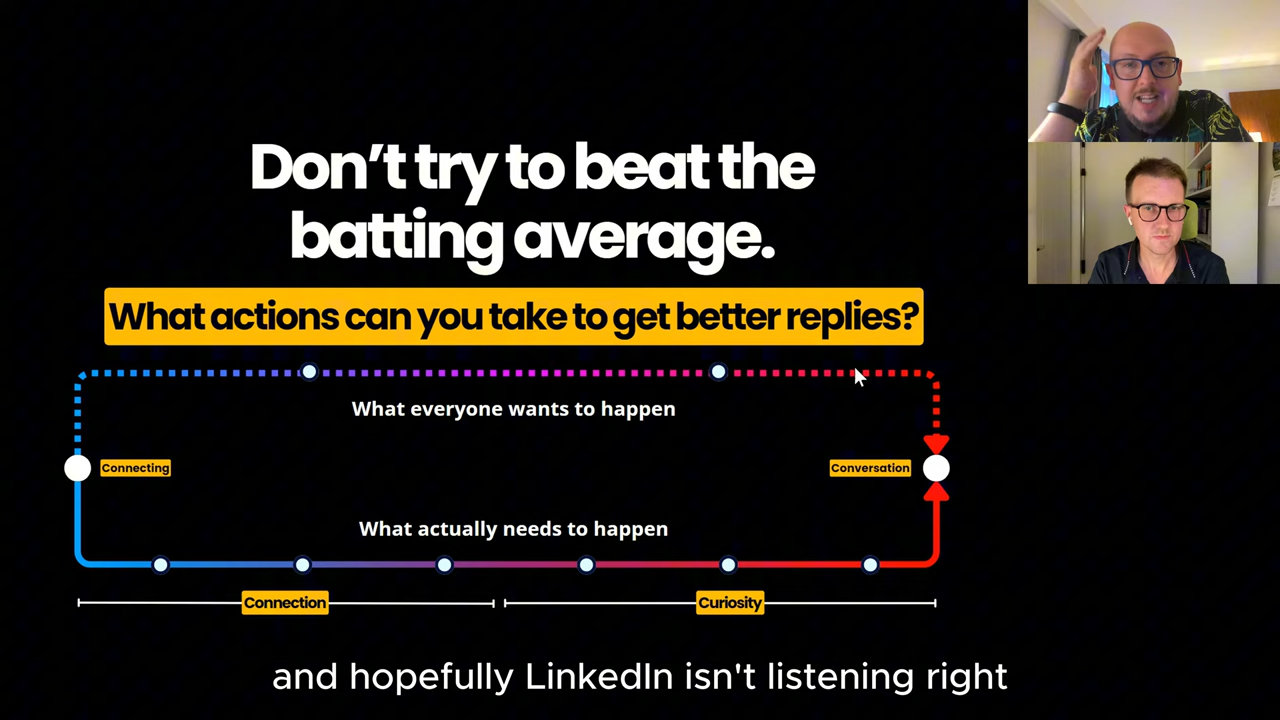 Don’t try to beat the
batting average.
What actions can you take to get better replies?
What everyone wants to happen
Connecting
Conversation
What actually needs to happen
Connection
Curiosity
and hopefully LinkedIn isn't listening right